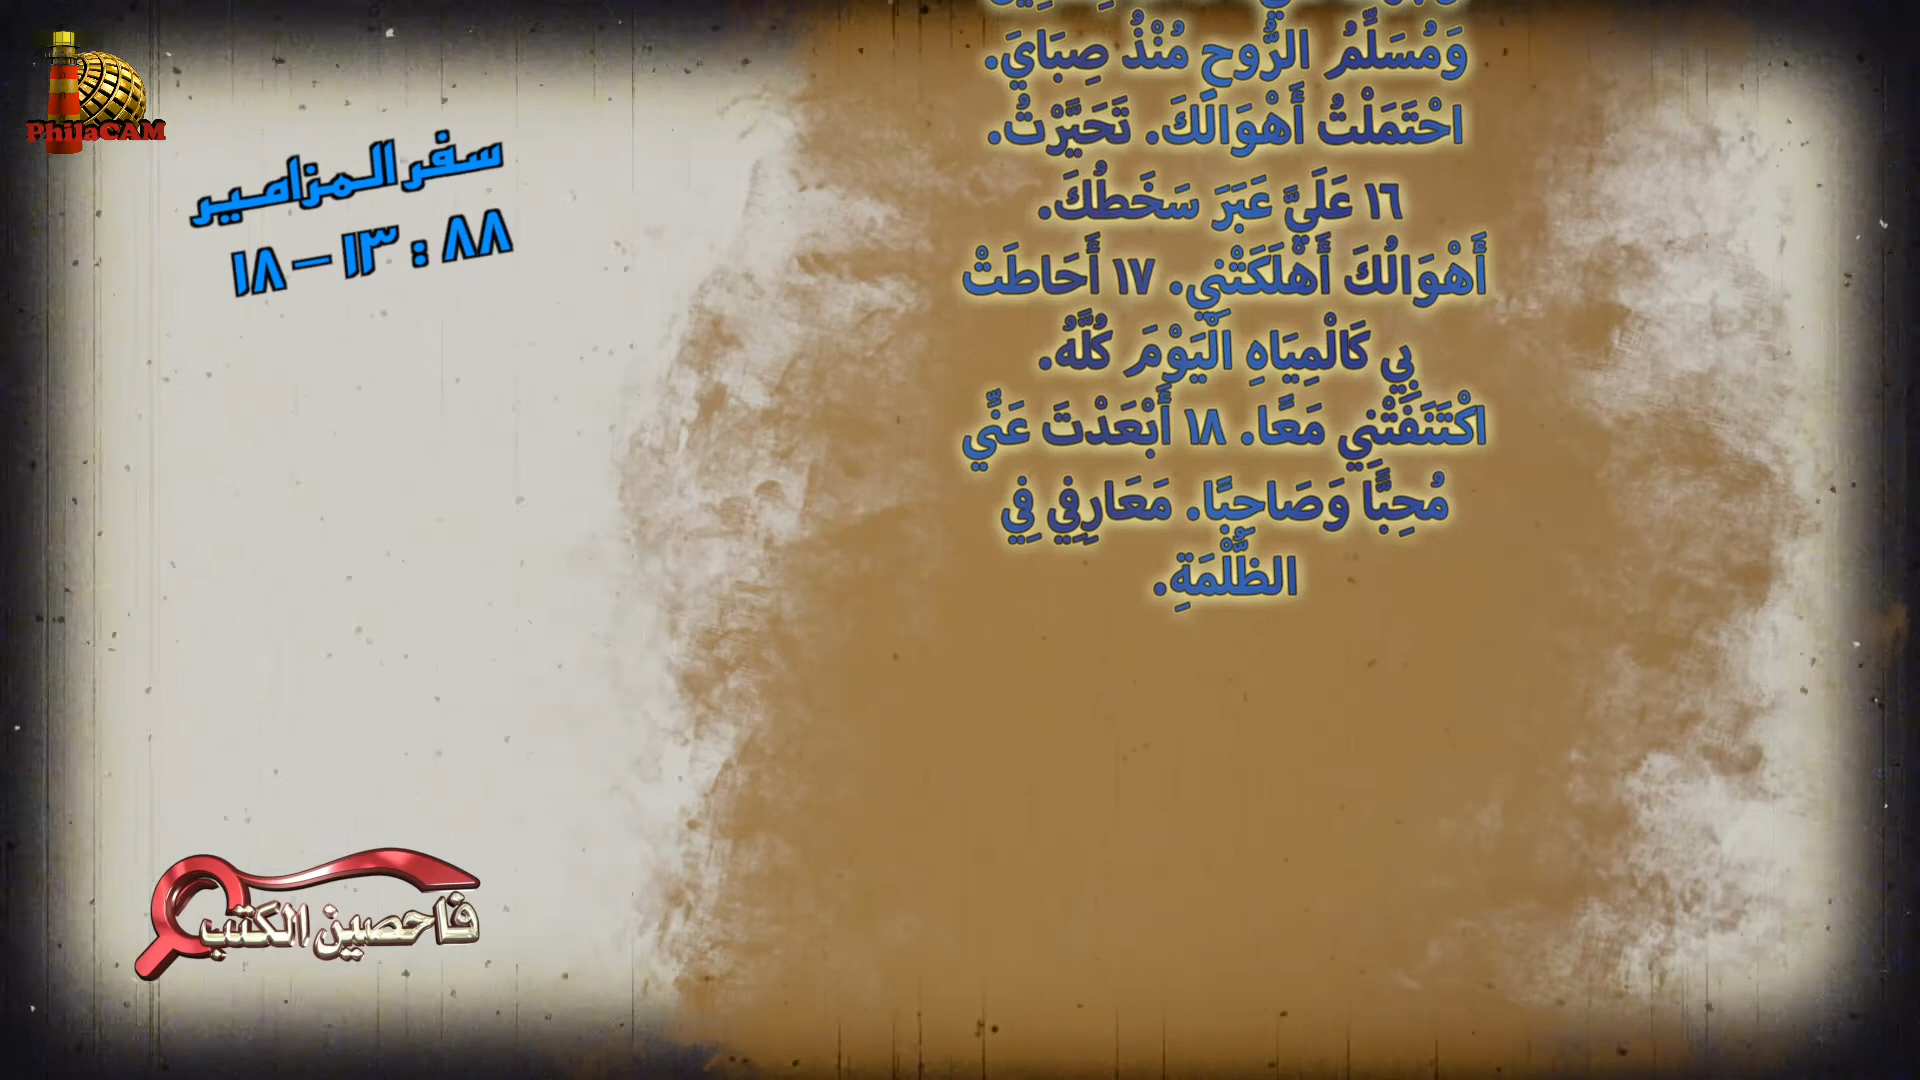 PhilaCAM
سفر المزامير
٨٨ : ١٣ – ١٨
وَمُسَلِّمُ الرُّوحِ مُنْذُ صِبَايَ.
احْتَمَلْتُ أَهْوَالَكَ. تَحَيَّرْتُ.
١٦ عَلَيَّ عَبَرَ سَخَطُكَ.
أَهْوَالُكَ أَهْلَكَتْنِي. ١٧ أَحَاطَتْ
بِي كَالْمِيَاهِ الْيَوْمَ كُلَّهُ.
اكْتَنَفَتْنِي مَعًا. ١٨ أَبْعَدْتَ عَنِّي
مُحِبًّا وَصَاحِبًا. مَعَارِفِي فِي
الظُّلْمَةِ.
فاحصين الكتب